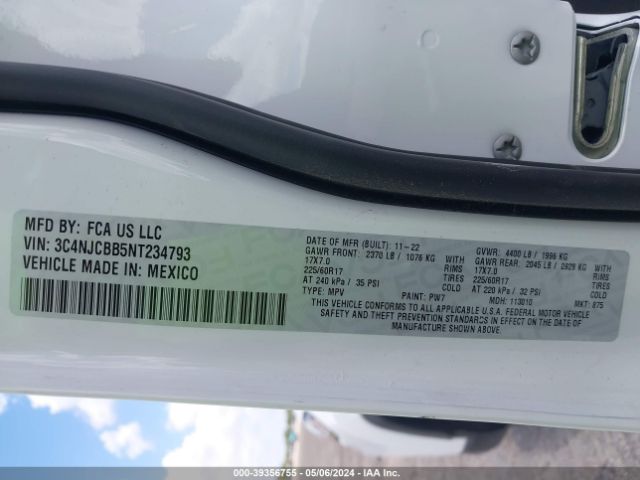 MFD BY: FCA US LLC
VIN: 3C4NJCBB5NT234793
VEHICLE MADE IN: MEXICO
DATE OF MFR (BUILT): 11-22
GAWR FRONT: 2370 LB / 1076 KG WITH
17X7.0 RIMS
225/60R17
AT 240 kPa / 35 PSI COLD
TYPE: MPV PAINT: PW7
GVWR: 4400 LB / 1996 KG
GAWR REAR: 2045 LB / KG WITH
17X7.0 RIMS
225/60R17
AT 220 kPa / 32 PSI COLD
MDH: 113010 MKT: 875
THIS VEHICLE CONFORMS TO ALL APPLICABLE U.S.A. FEDERAL MOTOR VEHICLE
SAFETY AND THEFT PREVENTION STANDARDS IN EFFECT ON THE DATE OF
MANUFACTURE SHOWN ABOVE.
000-39356755 - 05/06/2024 - IAA Inc.